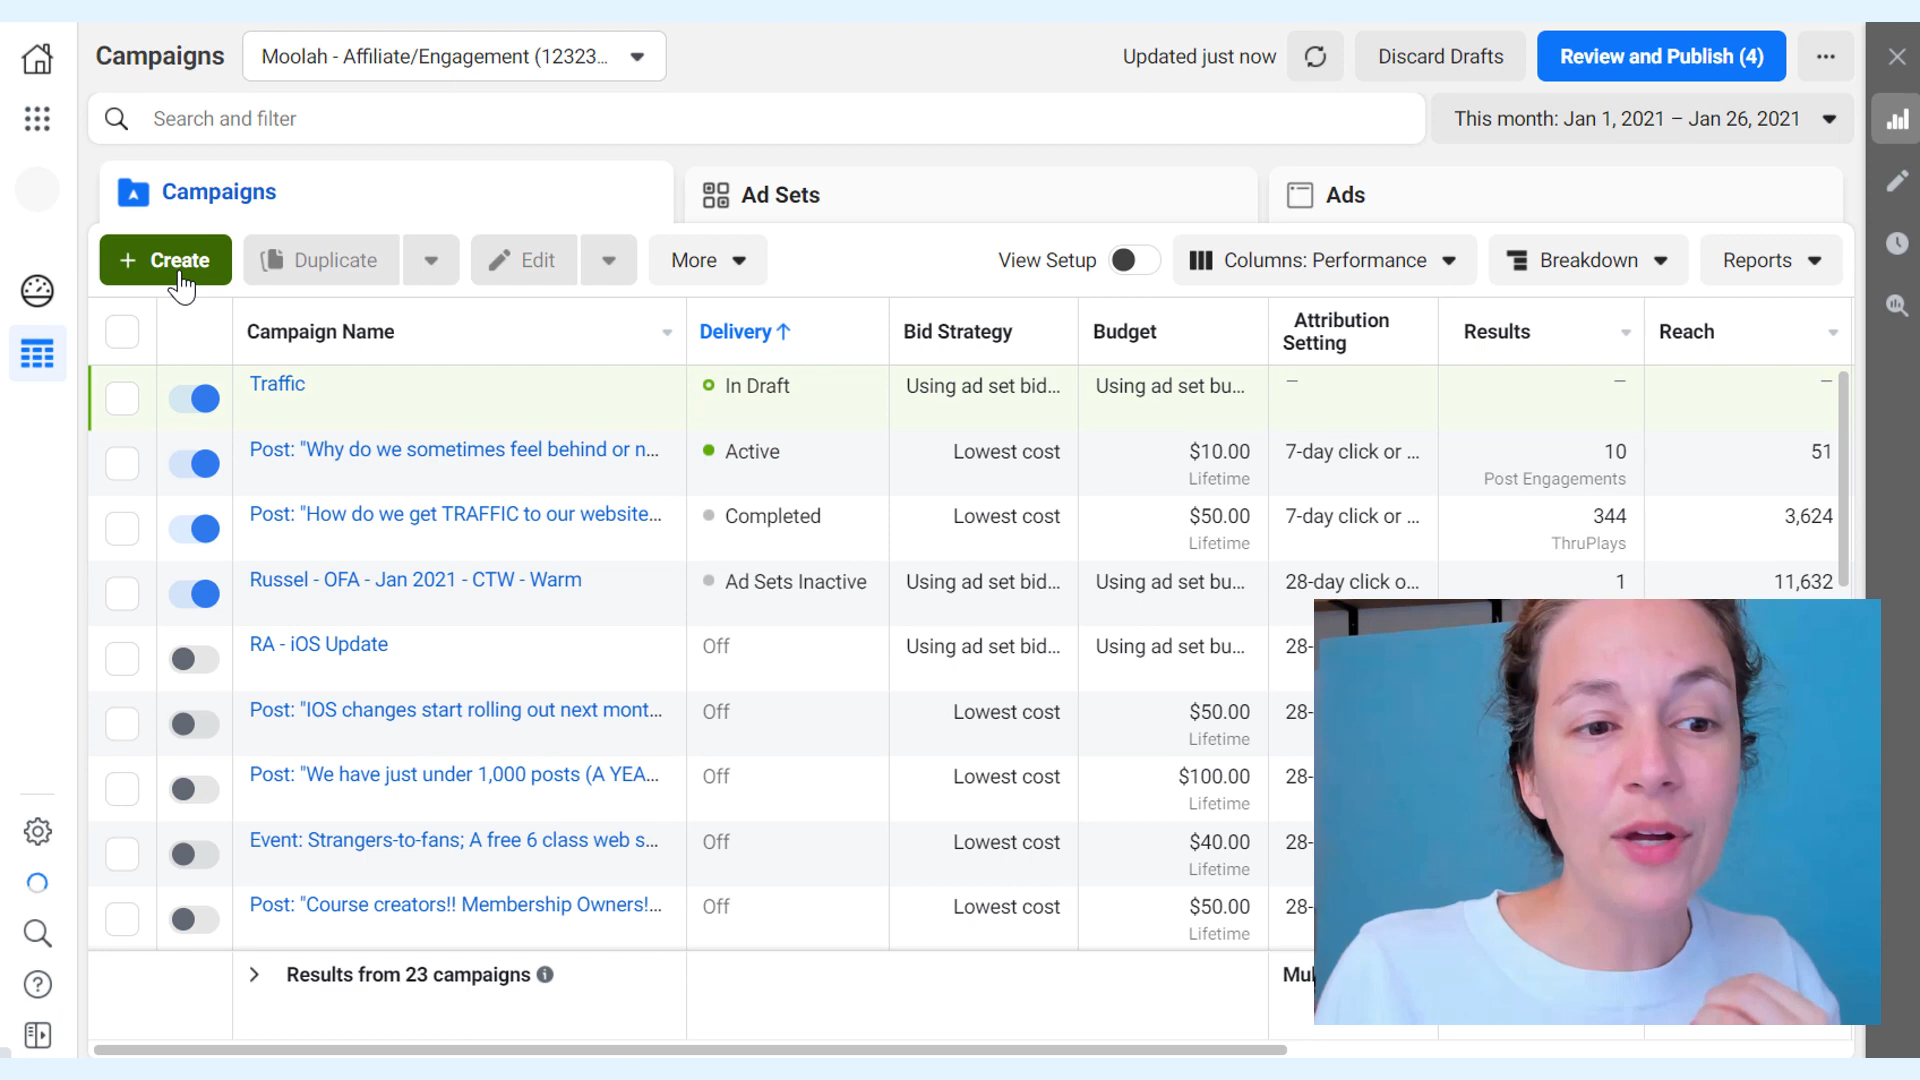 Campaigns
Moolah - Affiliate/Engagement (12323...
Updated just now
Discard Drafts
Review and Publish (4)
Search and filter
This month: Jan 1, 2021 – Jan 26, 2021
Campaigns
Ad Sets
Ads
+ Create
Duplicate
Edit
More
View Setup
Columns: Performance
Breakdown
Reports
Campaign Name
Delivery ↑
Bid Strategy
Budget
Attribution
Setting
Results
Reach
Traffic
In Draft
Using ad set bid...
Using ad set bu...
–
–
–
Post: "Why do we sometimes feel behind or n...
Active
Lowest cost
$10.00
Lifetime
7-day click or ...
10
Post Engagements
51
Post: "How do we get TRAFFIC to our website...
Completed
Lowest cost
$50.00
Lifetime
7-day click or ...
344
ThruPlays
3,624
Russel - OFA - Jan 2021 - CTW - Warm
Ad Sets Inactive
Using ad set bid...
Using ad set bu...
28-day click o...
1
11,632
RA - iOS Update
Off
Using ad set bid...
Using ad set bu...
28-
Post: "IOS changes start rolling out next mont...
Off
Lowest cost
$50.00
Lifetime
28-
Post: "We have just under 1,000 posts (A YEA...
Off
Lowest cost
$100.00
Lifetime
28-
Event: Strangers-to-fans; A free 6 class web s...
Off
Lowest cost
$40.00
Lifetime
28-
Post: "Course creators!! Membership Owners!...
Off
Lowest cost
$50.00
Lifetime
28-
Results from 23 campaigns
Mul